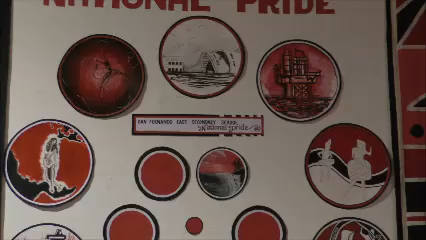 NATIONAL PRIDE
SAN FERNANDO EAST SECONDARY SCHOOL
National pride